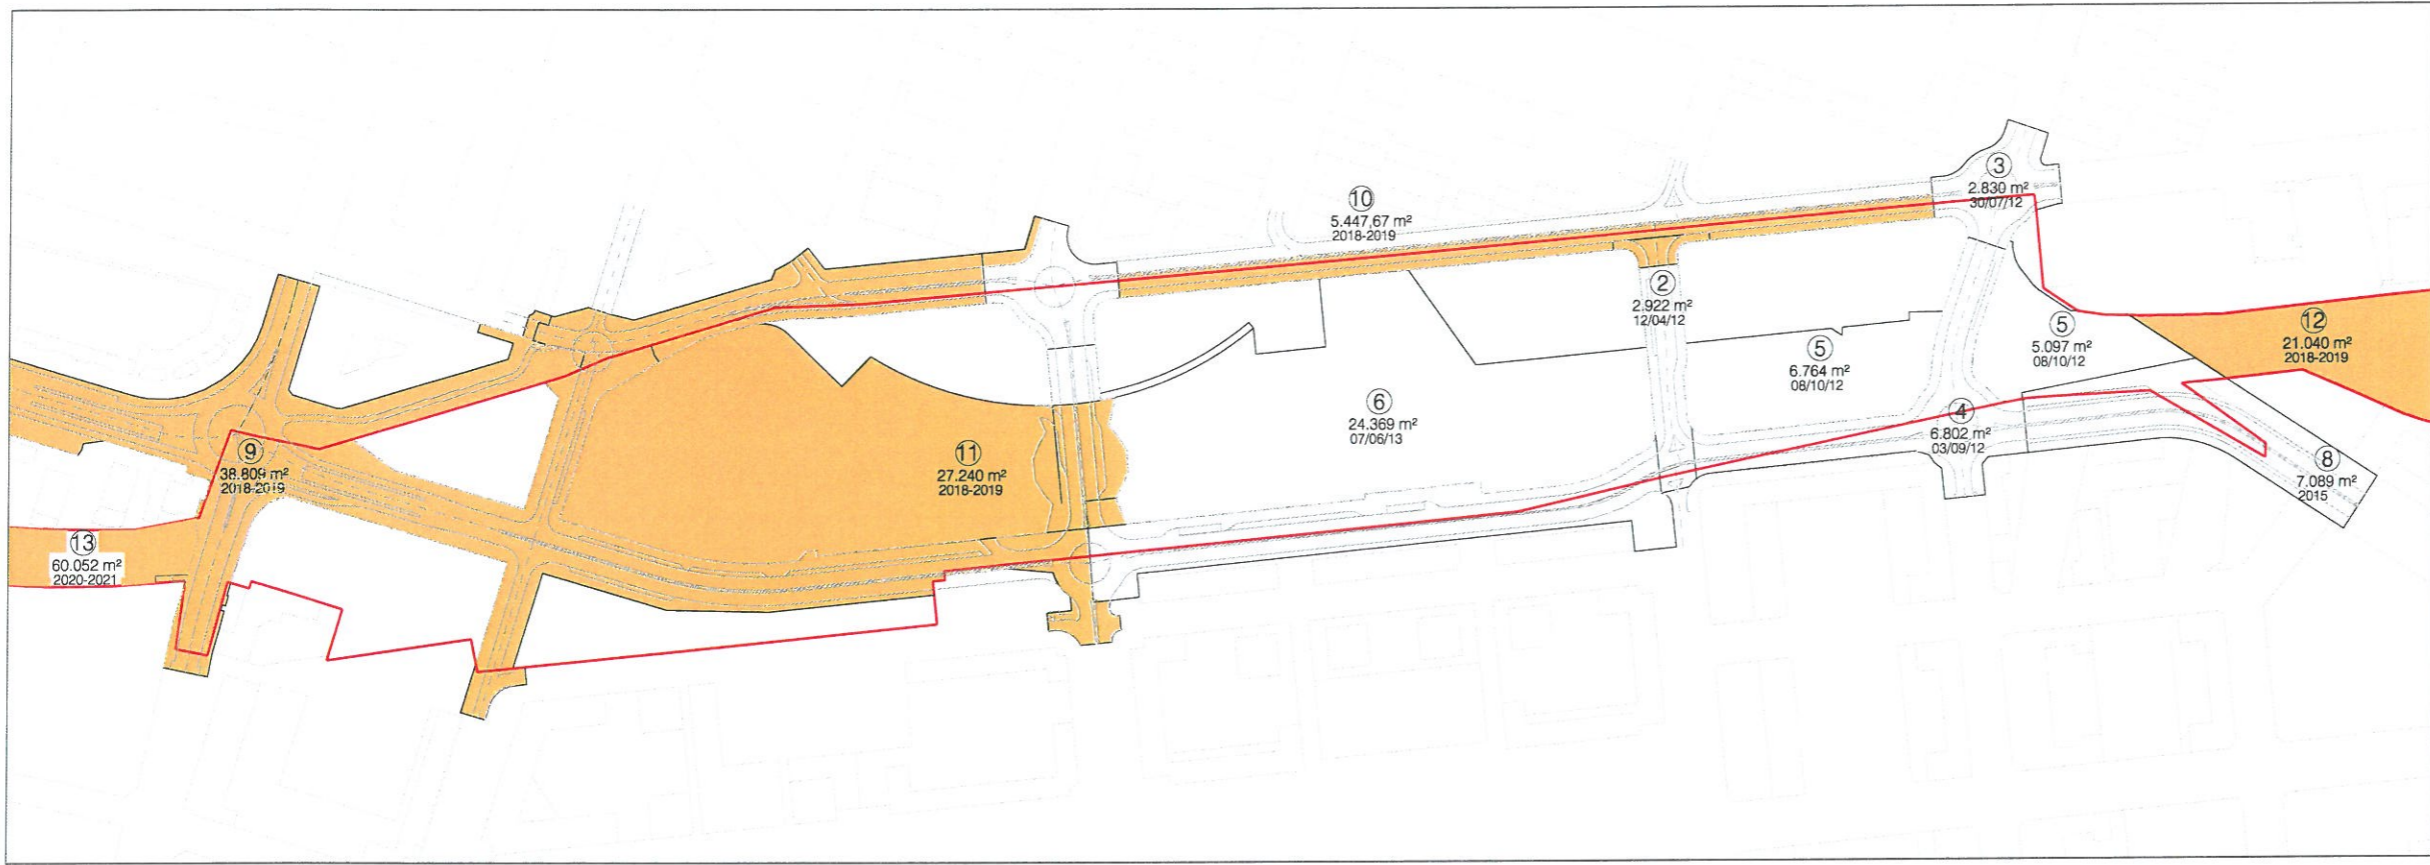 3
2.830 m²
30/07/12
10
5.447,67 m²
2018-2019
2
2.922 m²
12/04/12
5
5.097 m²
08/10/12
12
21.040 m²
2018-2019
5
6.764 m²
08/10/12
6
24.369 m²
07/06/13
4
6.802 m²
03/09/12
9
38.809 m²
2018-2019
11
27.240 m²
2018-2019
8
7.089 m²
2015
13
60.052 m²
2020-2021